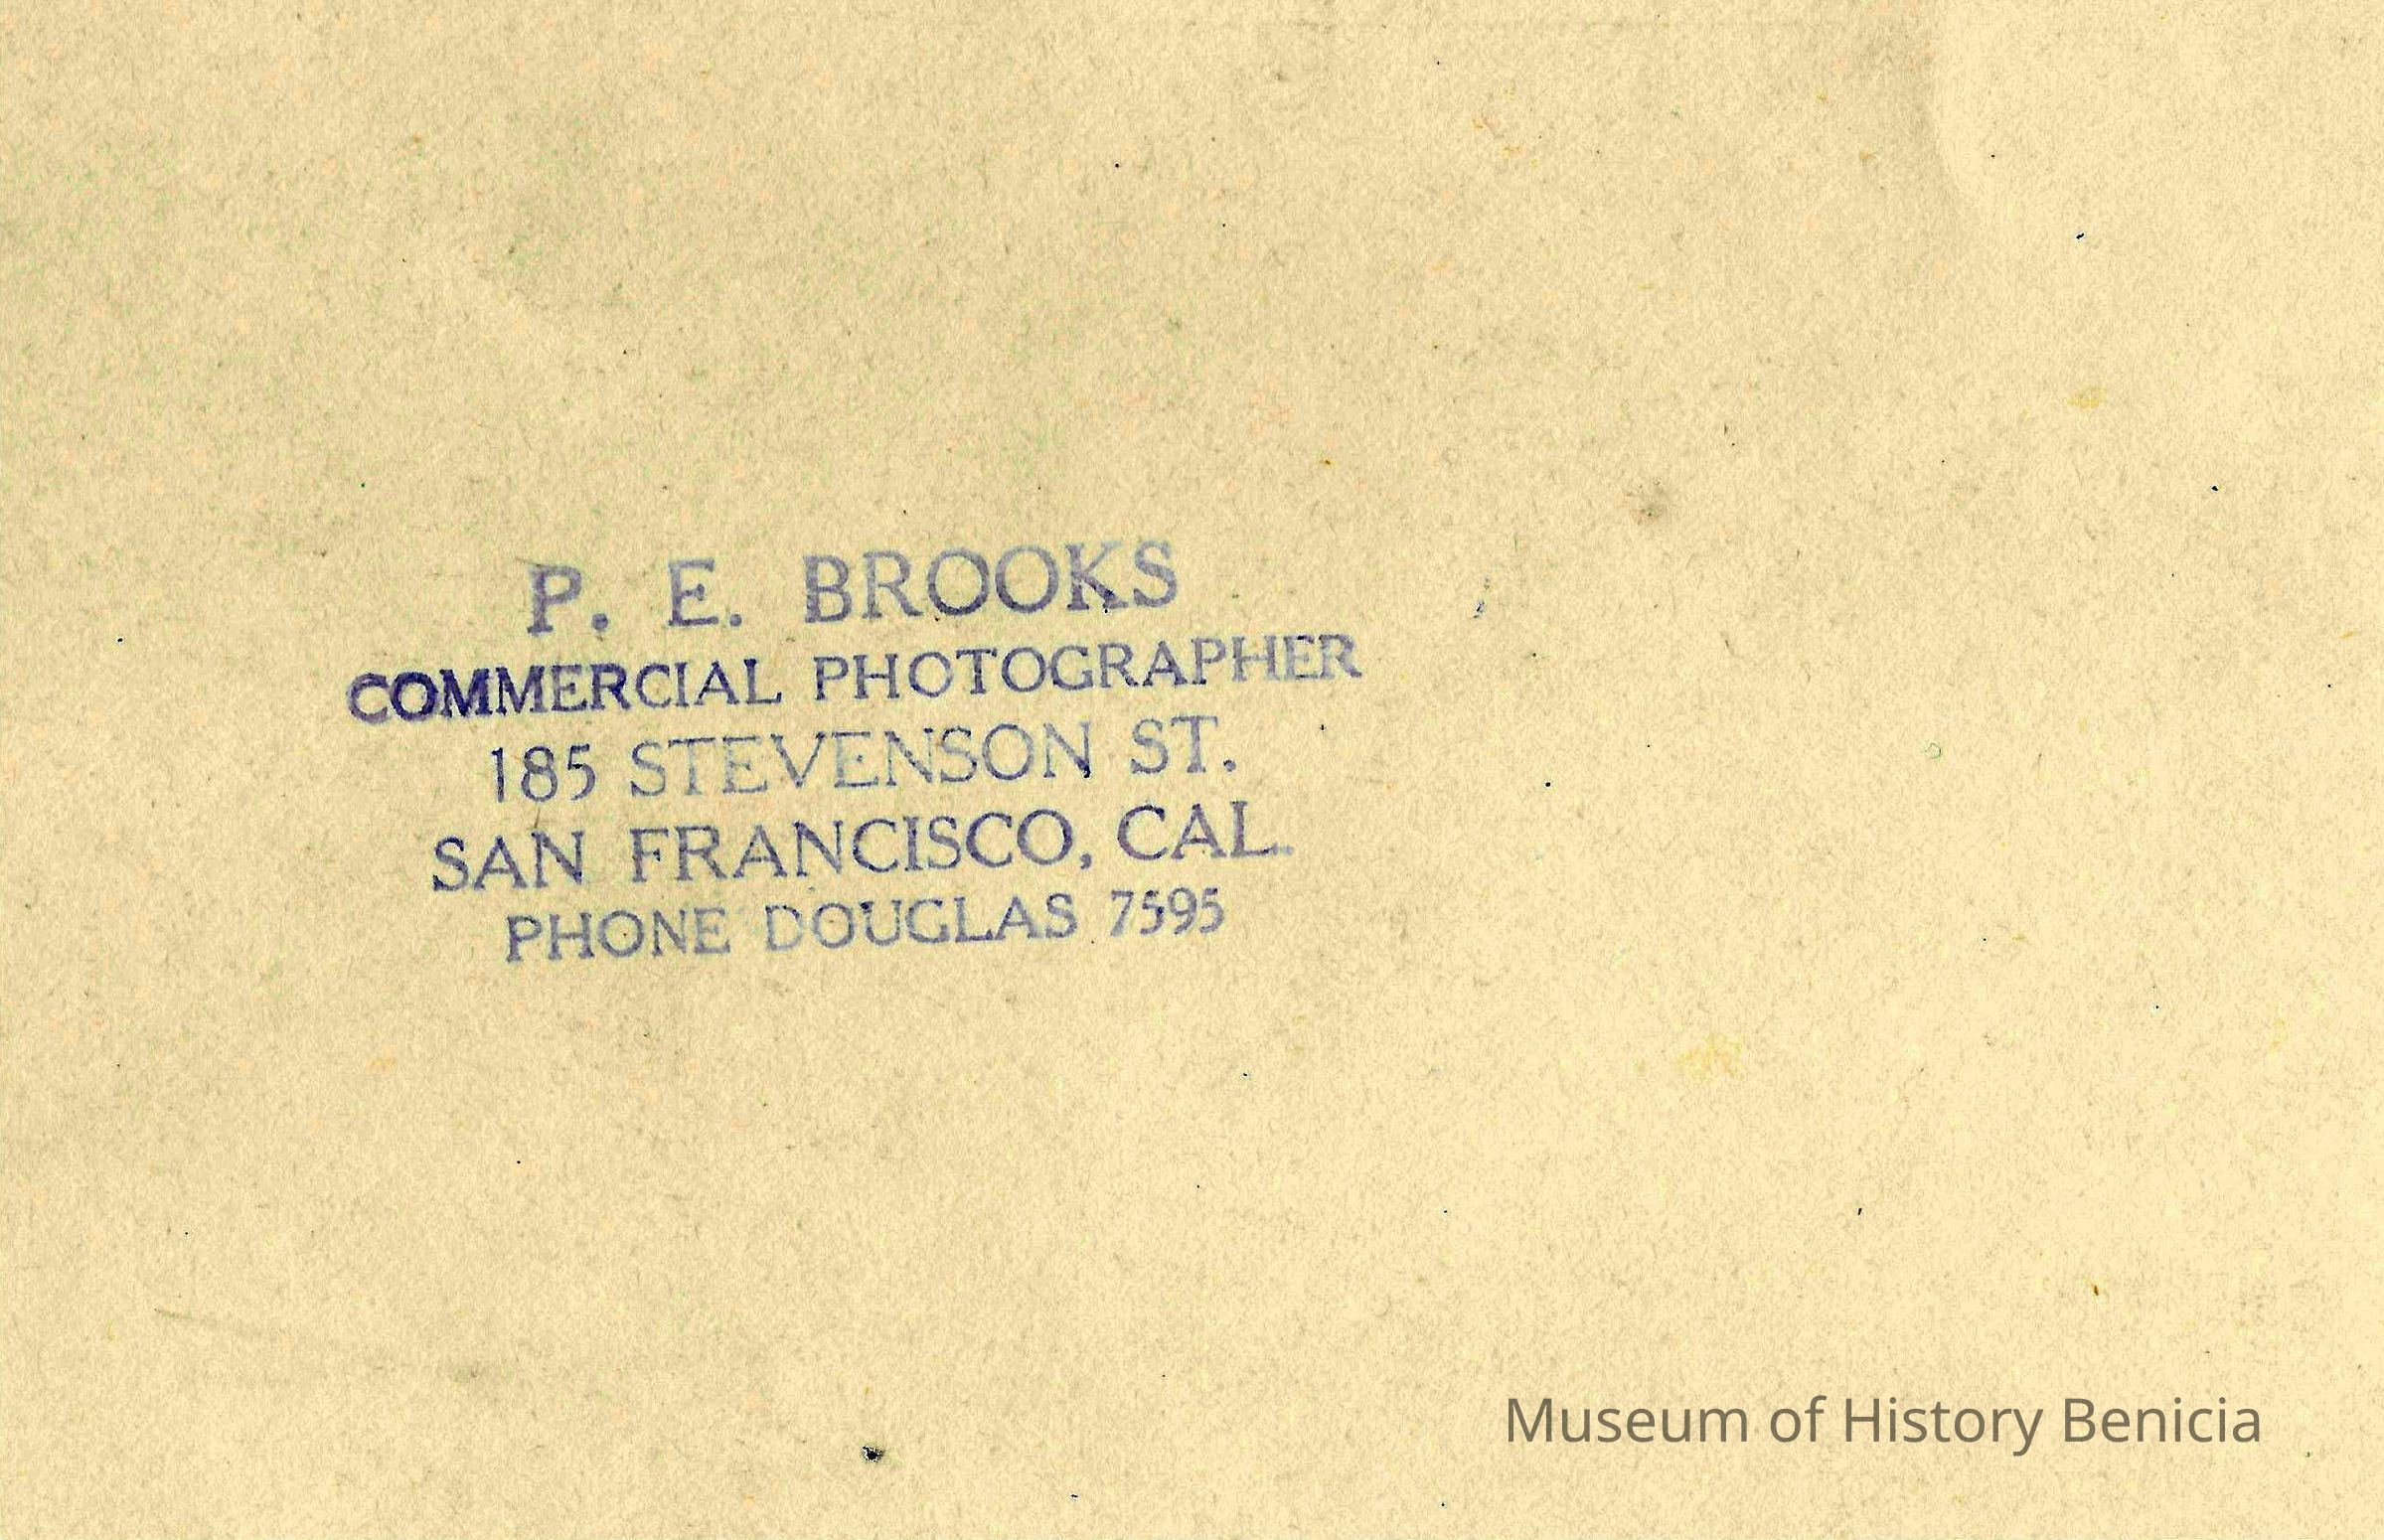 P. E. BROOKS
COMMERCIAL PHOTOGRAPHER
185 STEVENSON ST.
SAN FRANCISCO, CAL.
PHONE DOUGLAS 7595
Museum of History Benicia